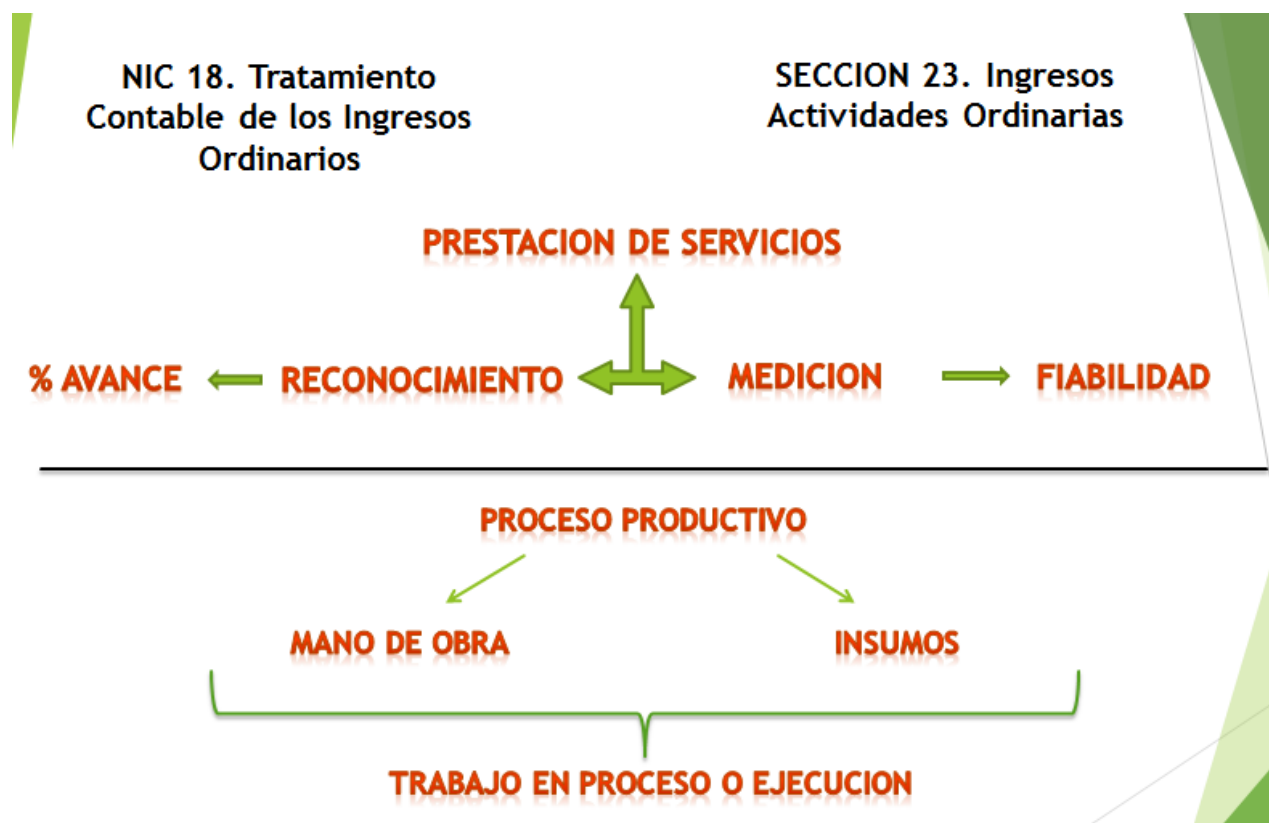 NIC 18. Tratamiento
Contable de los Ingresos
Ordinarios
SECCION 23. Ingresos
Actividades Ordinarias
PRESTACION DE SERVICIOS
% AVANCE
RECONOCIMIENTO
MEDICION
FIABILIDAD
PROCESO PRODUCTIVO
MANO DE OBRA
INSUMOS
TRABAJO EN PROCESO O EJECUCION